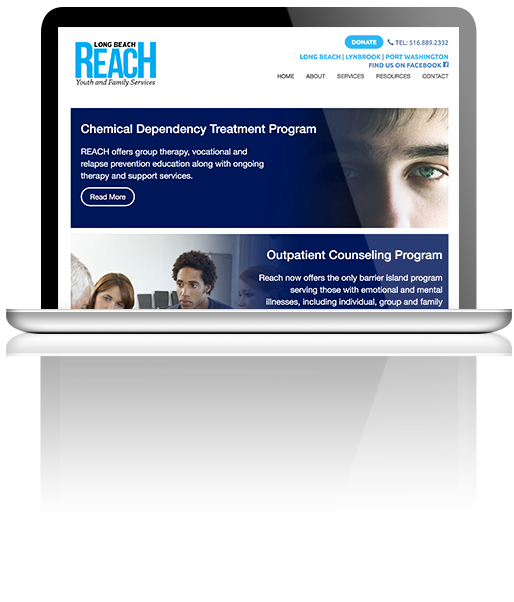 LONG BEACH
REACH
Youth and Family Services
DONATE
TEL: 516.889.2332
LONG BEACH | LYNBROOK | PORT WASHINGTON
FIND US ON FACEBOOK
HOME ABOUT SERVICES RESOURCES CONTACT
Chemical Dependency Treatment Program
REACH offers group therapy, vocational and
relapse prevention education along with ongoing
therapy and support services.
Read More
Outpatient Counseling Program
Reach now offers the only barrier island program
serving those with emotional and mental
illnesses, including individual, group and family